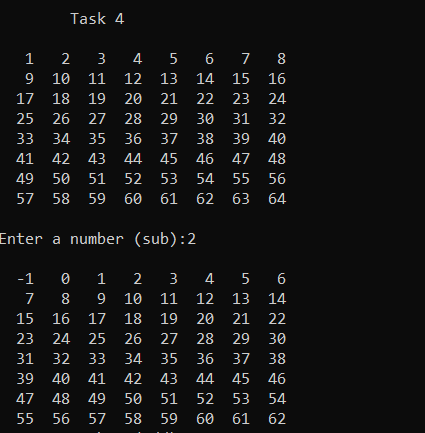 Task 4
1 2 3 4 5 6 7 8
9 10 11 12 13 14 15 16
17 18 19 20 21 22 23 24
25 26 27 28 29 30 31 32
33 34 35 36 37 38 39 40
41 42 43 44 45 46 47 48
49 50 51 52 53 54 55 56
57 58 59 60 61 62 63 64
Enter a number (sub):2
-1 0 1 2 3 4 5 6
7 8 9 10 11 12 13 14
15 16 17 18 19 20 21 22
23 24 25 26 27 28 29 30
31 32 33 34 35 36 37 38
39 40 41 42 43 44 45 46
47 48 49 50 51 52 53 54
55 56 57 58 59 60 61 62